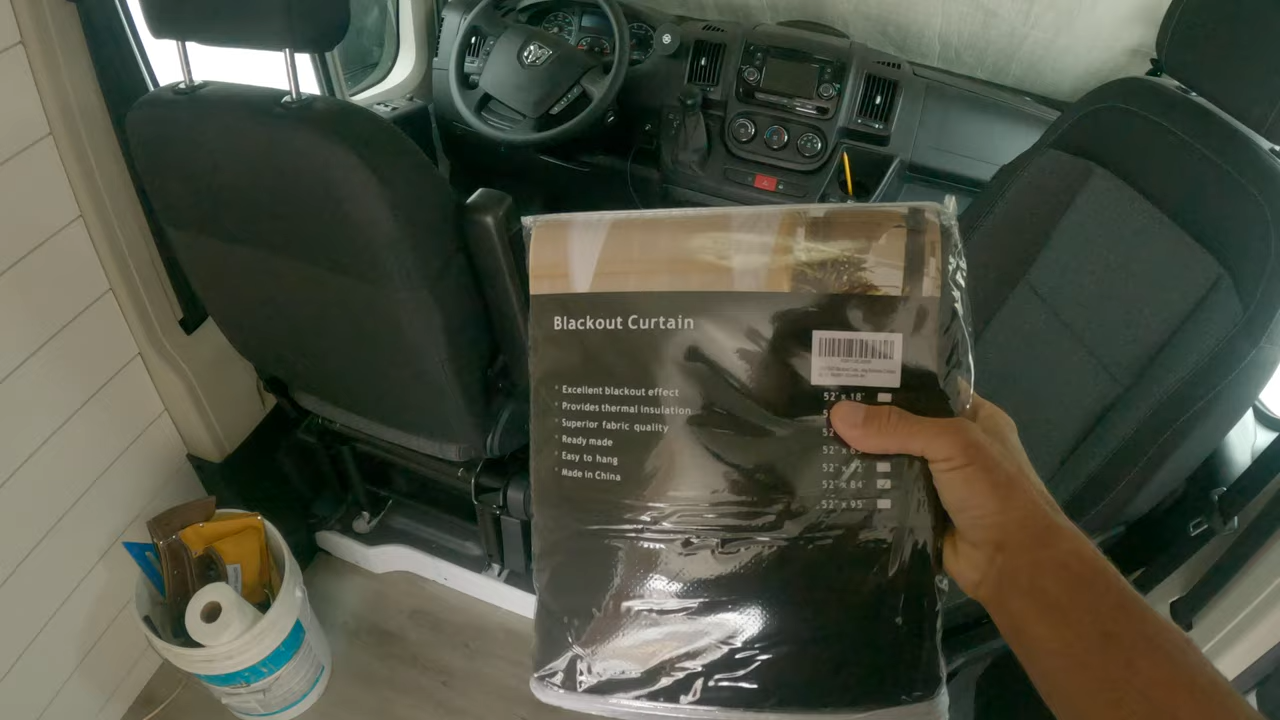 Blackout Curtain
Excellent blackout effect
Provides thermal insulation
Superior fabric quality
Ready made
Easy to hang
Made in China
52" x 18"
52" x
52" x 72"
52" x 84"
52" x 95"